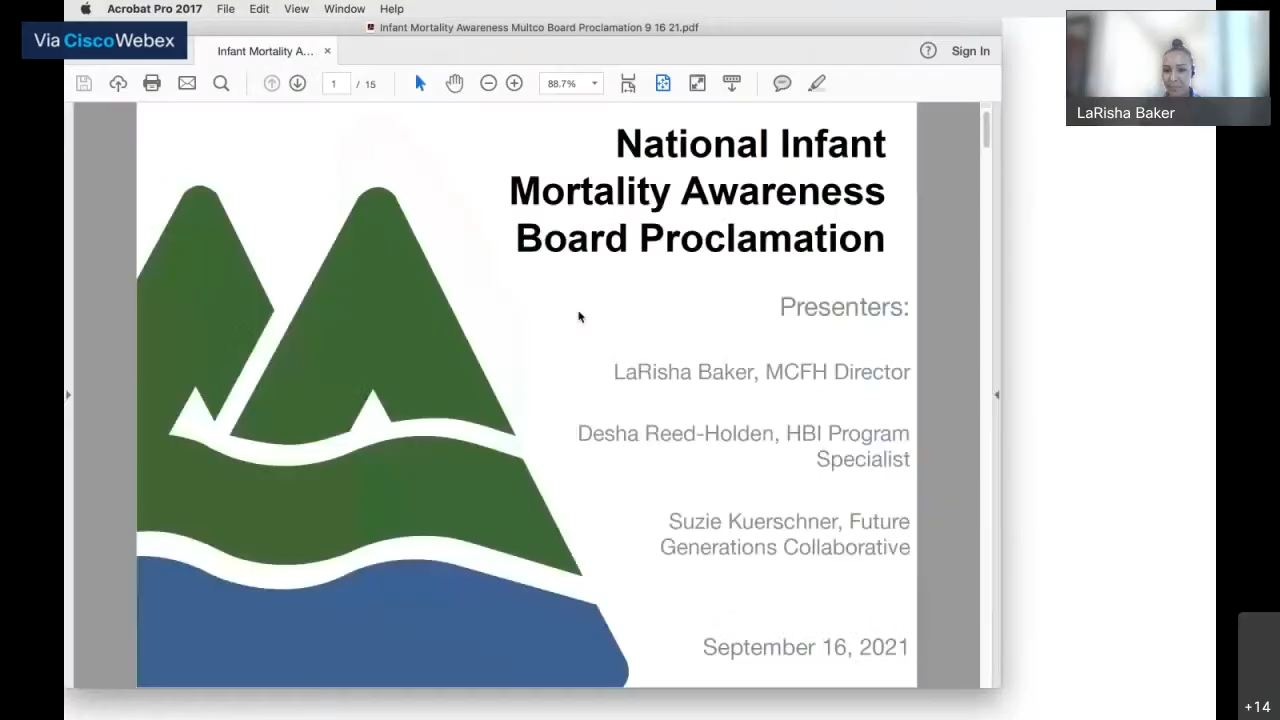 Acrobat Pro 2017 File Edit View Window Help
Infant Mortality Awareness Multco Board Proclamation 9 16 21.pdf
Via CiscoWebex
Infant Mortality A... ×
? Sign In
1 / 15
88.7%
LaRisha Baker
National Infant
Mortality Awareness
Board Proclamation
Presenters:
LaRisha Baker, MCFH Director
Desha Reed-Holden, HBI Program
Specialist
Suzie Kuerschner, Future
Generations Collaborative
September 16, 2021
+14